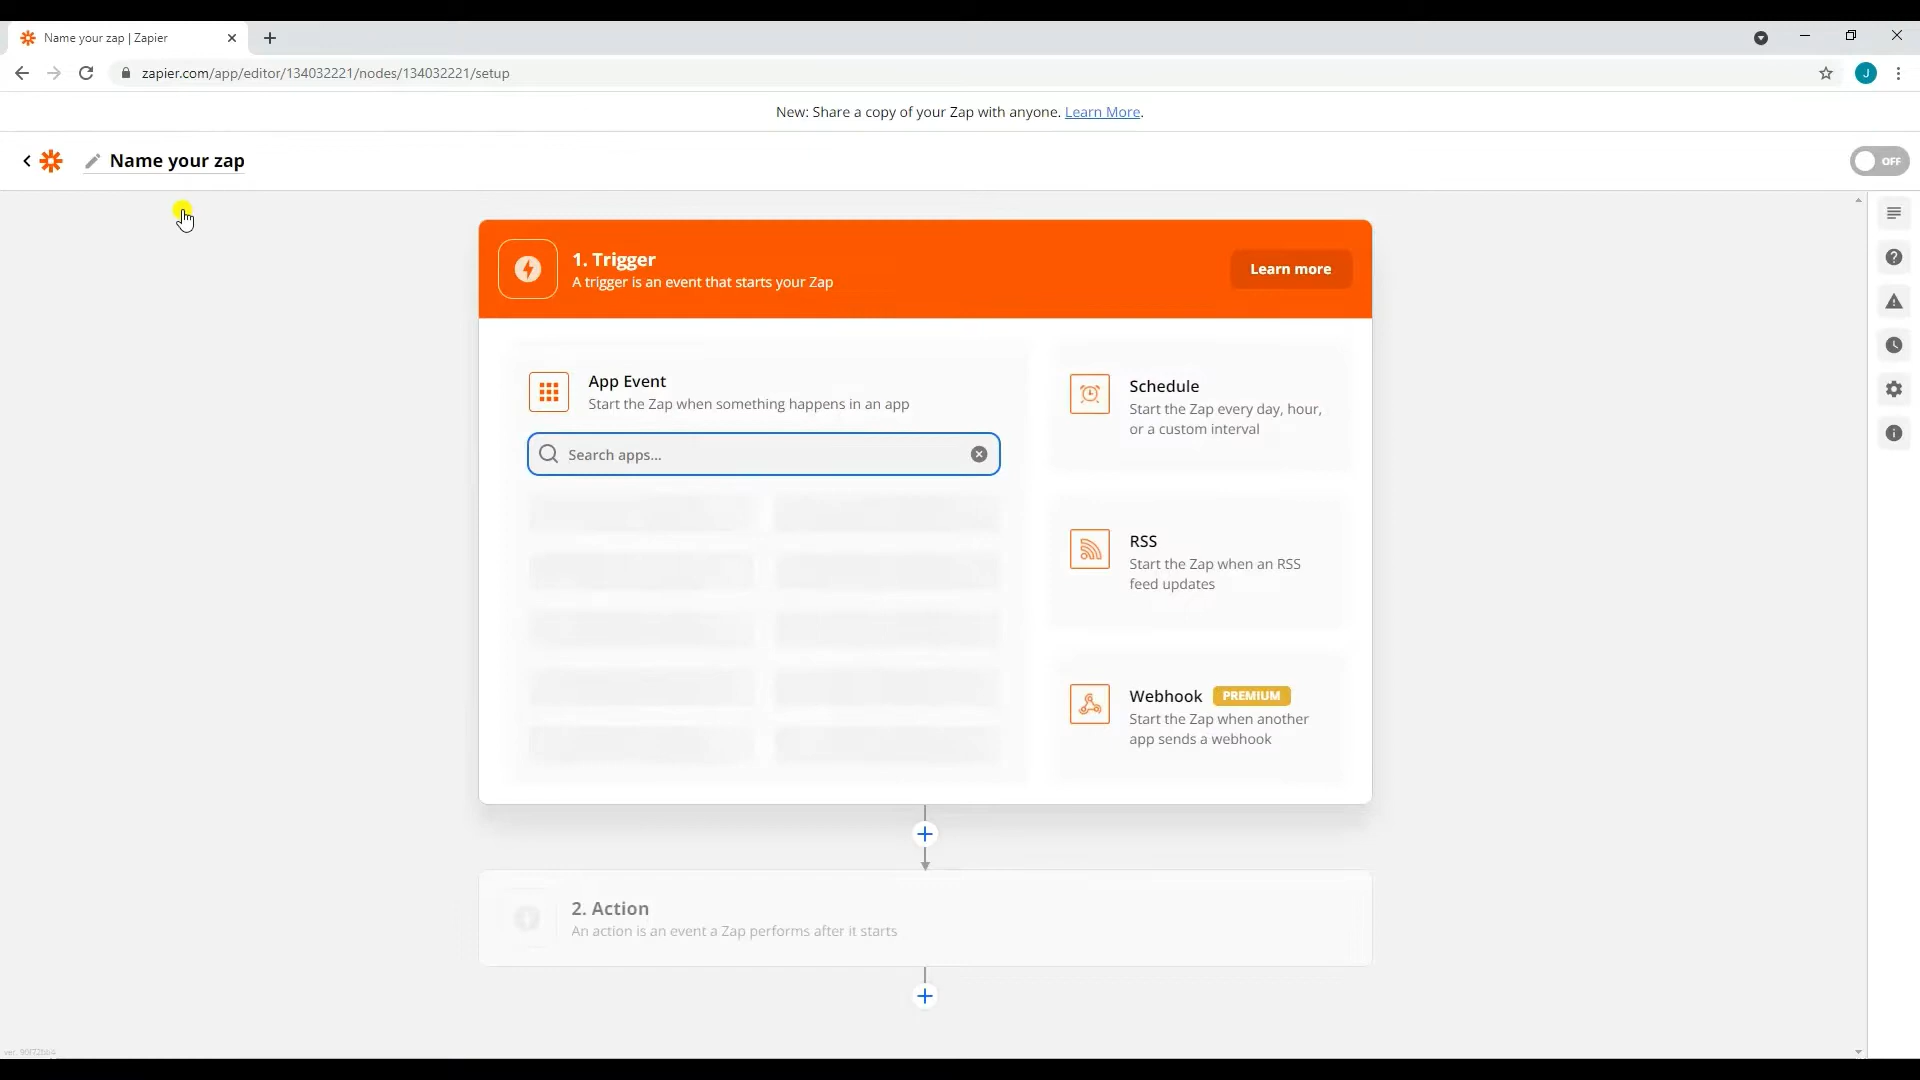 Name your zap | Zapier
zapier.com/app/editor/134032221/nodes/134032221/setup
J
New: Share a copy of your Zap with anyone. Learn More.
Name your zap
OFF
1. Trigger
A trigger is an event that starts your Zap
Learn more
App Event
Start the Zap when something happens in an app
Search apps...
Schedule
Start the Zap every day, hour,
or a custom interval
RSS
Start the Zap when an RSS
feed updates
Webhook PREMIUM
Start the Zap when another
app sends a webhook
2. Action
An action is an event a Zap performs after it starts